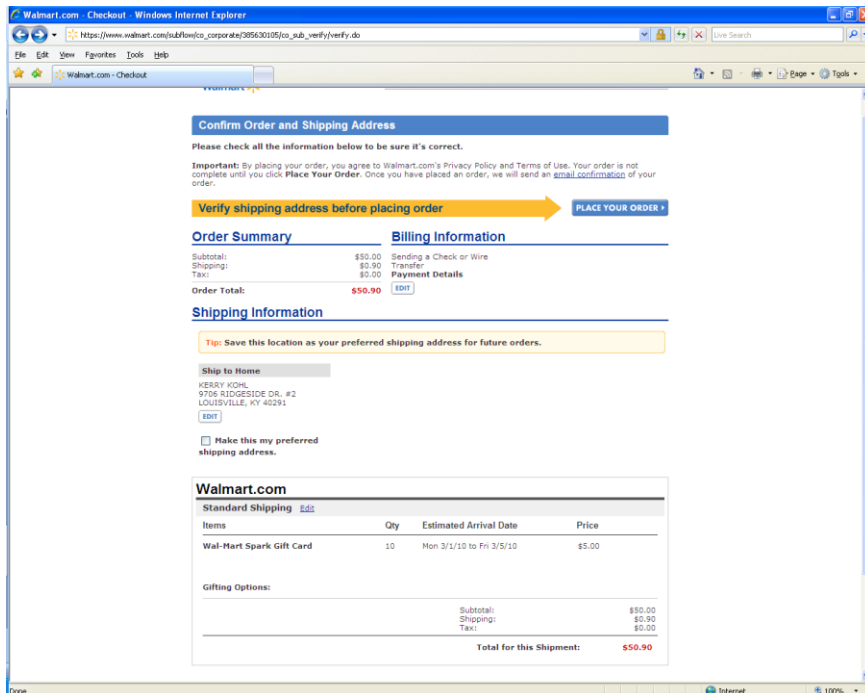 Walmart.com - Checkout - Windows Internet Explorer
https://www.walmart.com/subflow/co_corporate/385630105/co_sub_verify/verify.do
Live Search
File Edit View Favorites Tools Help
Walmart.com - Checkout
Page Tools
Walmart
Confirm Order and Shipping Address
Please check all the information below to be sure it's correct.
Important: By placing your order, you agree to Walmart.com's Privacy Policy and Terms of Use. Your order is not
complete until you click Place Your Order. Once you have placed an order, we will send an email confirmation of your
order.
Verify shipping address before placing order
PLACE YOUR ORDER
Order Summary
Billing Information
Subtotal: $50.00
Shipping: $0.90
Tax: $0.00
Order Total: $50.90
Sending a Check or Wire
Transfer
Payment Details
EDIT
Shipping Information
Tip: Save this location as your preferred shipping address for future orders.
Ship to Home
KERRY KOHL
9706 RIDGESIDE DR. #2
LOUISVILLE, KY 40291
EDIT
Make this my preferred
shipping address.
Walmart.com
Standard Shipping Edit
Items Qty Estimated Arrival Date Price
Wal-Mart Spark Gift Card 10 Mon 3/1/10 to Fri 3/5/10 $5.00
Gifting Options:
Subtotal: $50.00
Shipping: $0.90
Tax: $0.00
Total for this Shipment: $50.90
Done Internet 100%